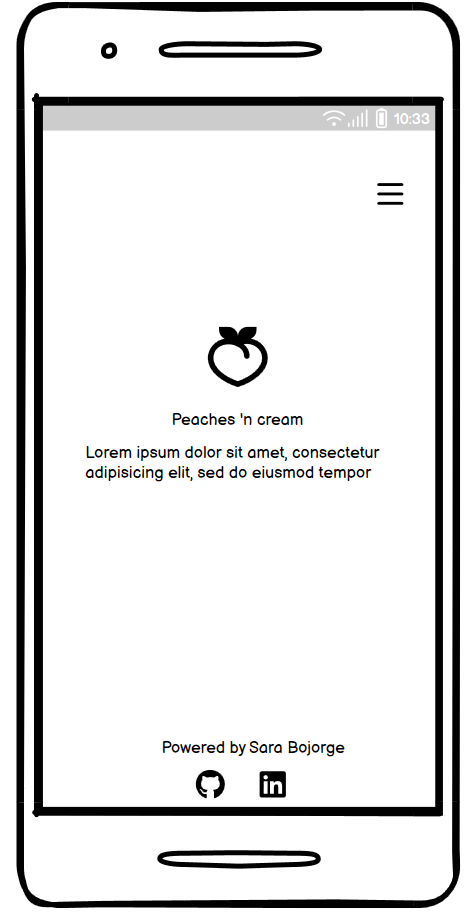 10:33
Peaches 'n cream
Lorem ipsum dolor sit amet, consectetur
adipisicing elit, sed do eiusmod tempor
Powered by Sara Bojorge
in